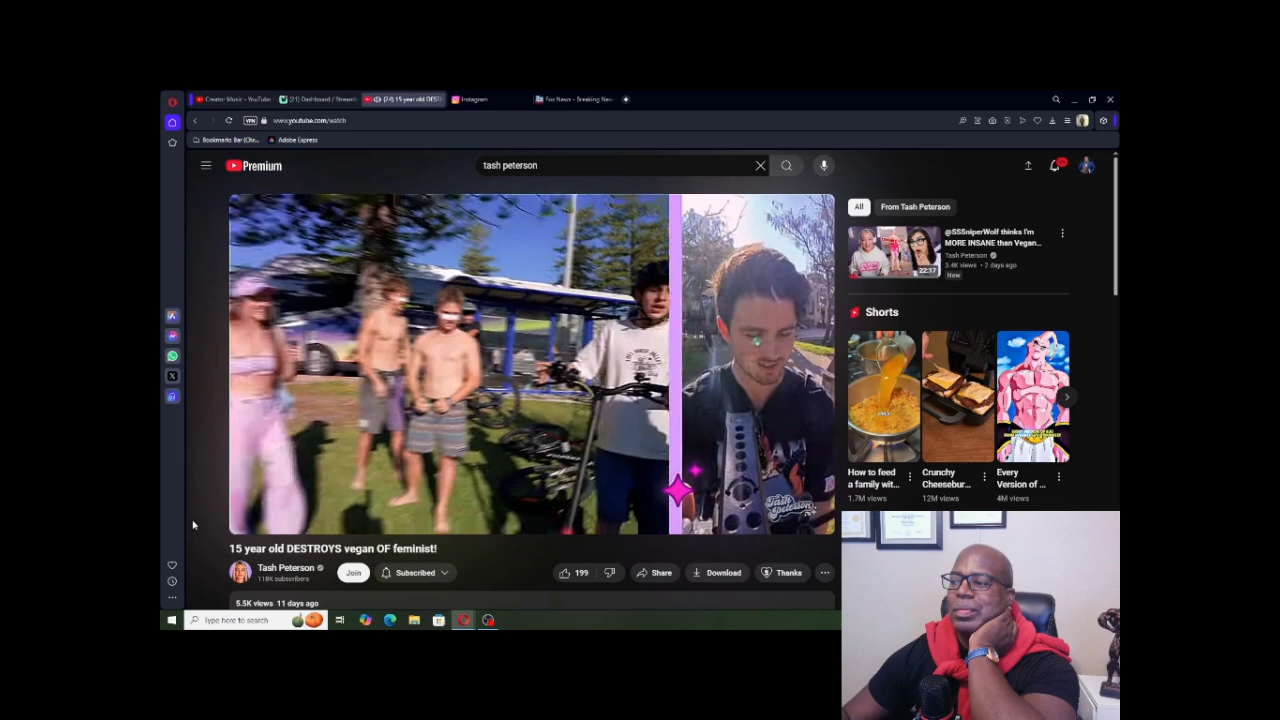 Creator Music - YouTube
(21) Dashboard / Stream
(24) 15 year old DEST
Instagram
Fox News - Breaking New
VPN
www.youtube.com/watch
Bookmarks Bar (Chr...
Adobe Express
Premium
tash peterson
All
From Tash Peterson
@SSSniperWolf thinks I'm
MORE INSANE than Vegan...
Tash Peterson
3.4K views • 2 days ago
New
22:17
Shorts
How to feed
a family wit...
1.7M views
Crunchy
Cheesebur...
12M views
Every
Version of ...
4M views
Tash
Peterson
15 year old DESTROYS vegan OF feminist!
Tash Peterson
118K subscribers
Join
Subscribed
199
Share
Download
Thanks
5.5K views 11 days ago
Type here to search